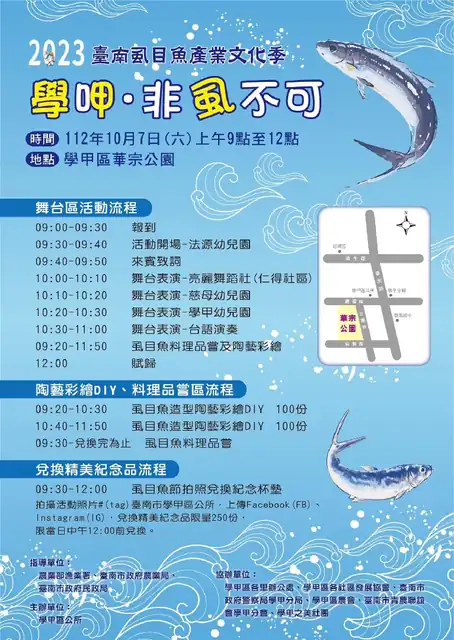 2023臺南虱目魚產業文化季
學呷·非虱不可
時間 112年10月7日(六)上午9點至12點
地點 學甲區華宗公園
舞台區活動流程
09:00-09:30 報到
09:30-09:40 活動開場-法源幼兒園
09:40-09:50 來賓致詞
10:00-10:10 舞台表演-亮麗舞蹈社(仁得社區)
10:10-10:20 舞台表演-慈母幼兒園
10:20-10:30 舞台表演-學甲幼兒園
10:30-11:00 舞台表演-台語演奏
09:20-11:50 虱目魚料理品嘗及陶藝彩繪
12:00 賦歸
華宗
公園
陶藝彩繪DIY、料理品嘗區流程
09:20-10:30 虱目魚造型陶藝彩繪DIY 100份
10:40-11:50 虱目魚造型陶藝彩繪DIY 100份
09:30-兌換完為止 虱目魚料理品嘗
兌換精美紀念品流程
09:30-12:00 虱目魚節拍照兌換紀念杯墊
拍攝活動照片#(tag)臺南市學甲區公所，上傳Facebook(FB)、
Instagram(IG)，兌換精美紀念品限量250份，
限當日中午12:00前兌換。
指導單位：
農業部漁業署、臺南市政府農業局、
臺南市政府民政局
主辦單位：
學甲區公所
協辦單位：
學甲區各里辦公處、學甲區各社區發展協會、臺南市
政府警察局學甲分局、學甲區農會、臺南市青農聯誼
會學甲分會、學甲之美社團